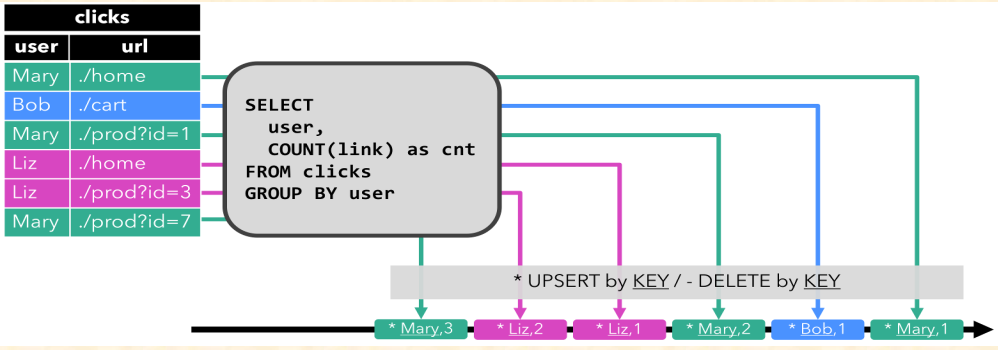 clicks
user url
Mary ./home
Bob ./cart
Mary ./prod?id=1
Liz ./home
Liz ./prod?id=3
Mary ./prod?id=7
SELECT
user,
COUNT(link) as cnt
FROM clicks
GROUP BY user
* UPSERT by KEY / - DELETE by KEY
* Mary,3 * Liz,2 * Liz,1 * Mary,2 * Bob,1 * Mary,1